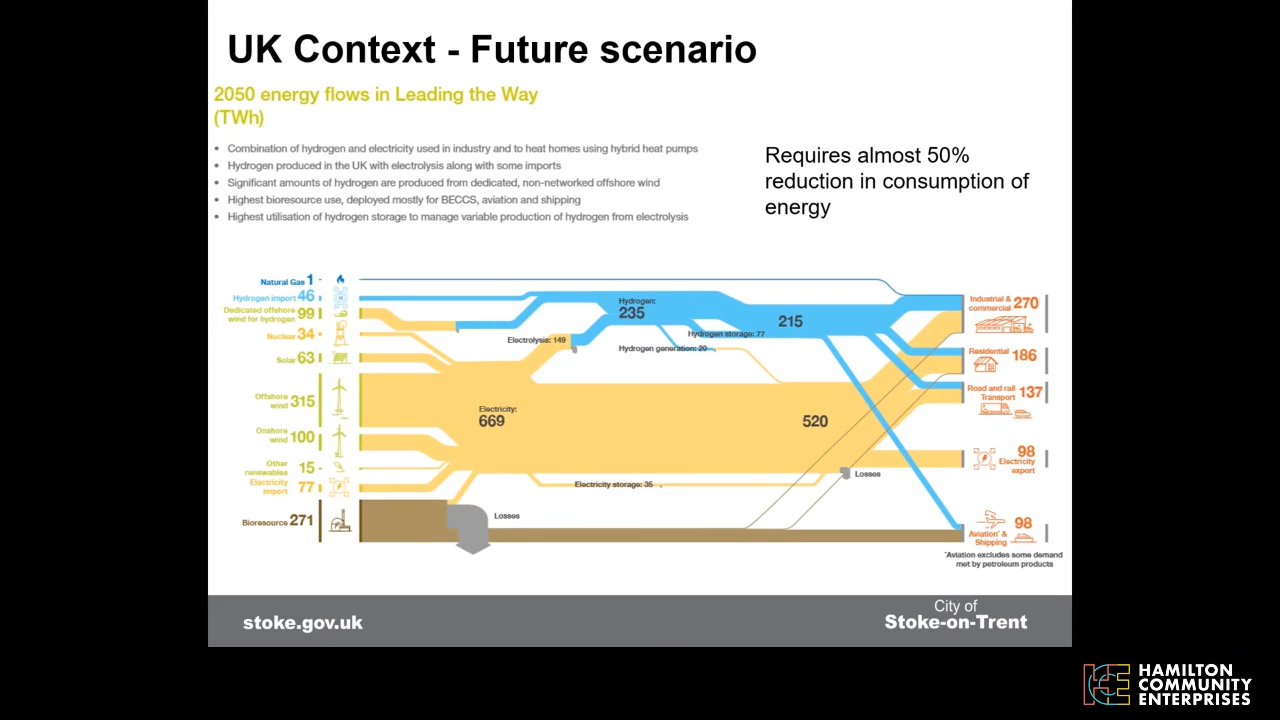 UK Context - Future scenario
2050 energy flows in Leading the Way
(TWh)
• Combination of hydrogen and electricity used in industry and to heat homes using hybrid heat pumps
• Hydrogen produced in the UK with electrolysis along with some imports
• Significant amounts of hydrogen are produced from dedicated, non-networked offshore wind
• Highest bioresource use, deployed mostly for BECCS, aviation and shipping
• Highest utilisation of hydrogen storage to manage variable production of hydrogen from electrolysis
Requires almost 50%
reduction in consumption of
energy
Natural Gas 1
Hydrogen import 46
Dedicated offshore
wind for hydrogen 99
Nuclear 34
Solar 63
Offshore
wind 315
Onshore
wind 100
Other
renewables 15
Electricity
import 77
Bioresource 271
Hydrogen:
235
215
Hydrogen storage: 77
Electrolysis: 149
Hydrogen generation: 20
Electricity:
669
520
Losses
Electricity storage: 35
Losses
Industrial &
commercial 270
Residential 186
Road and rail
Transport 137
98
Electricity
export
98
Aviation* &
Shipping
*Aviation excludes some demand
met by petroleum products
stoke.gov.uk
City of
Stoke-on-Trent
HCE
HAMILTON
COMMUNITY
ENTERPRISES